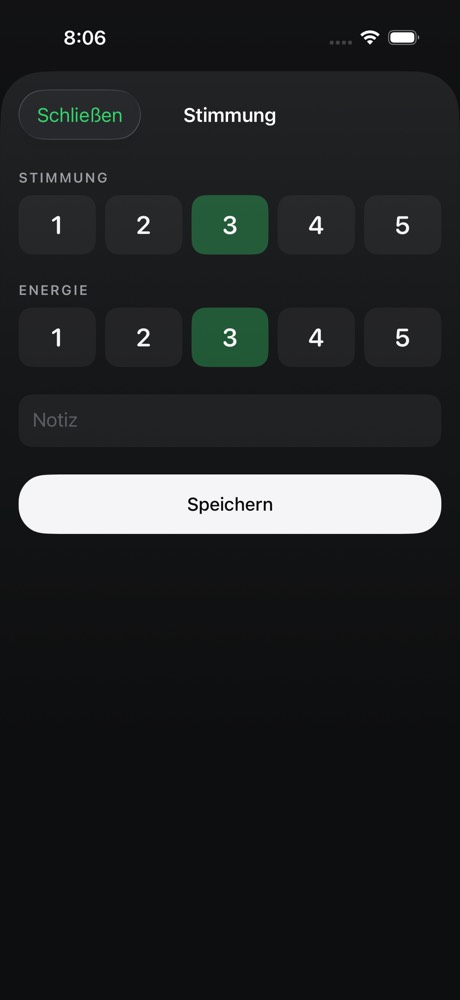 8:06
Schließen
Stimmung
STIMMUNG
1 2 3 4 5
ENERGIE
1 2 3 4 5
Notiz
Speichern